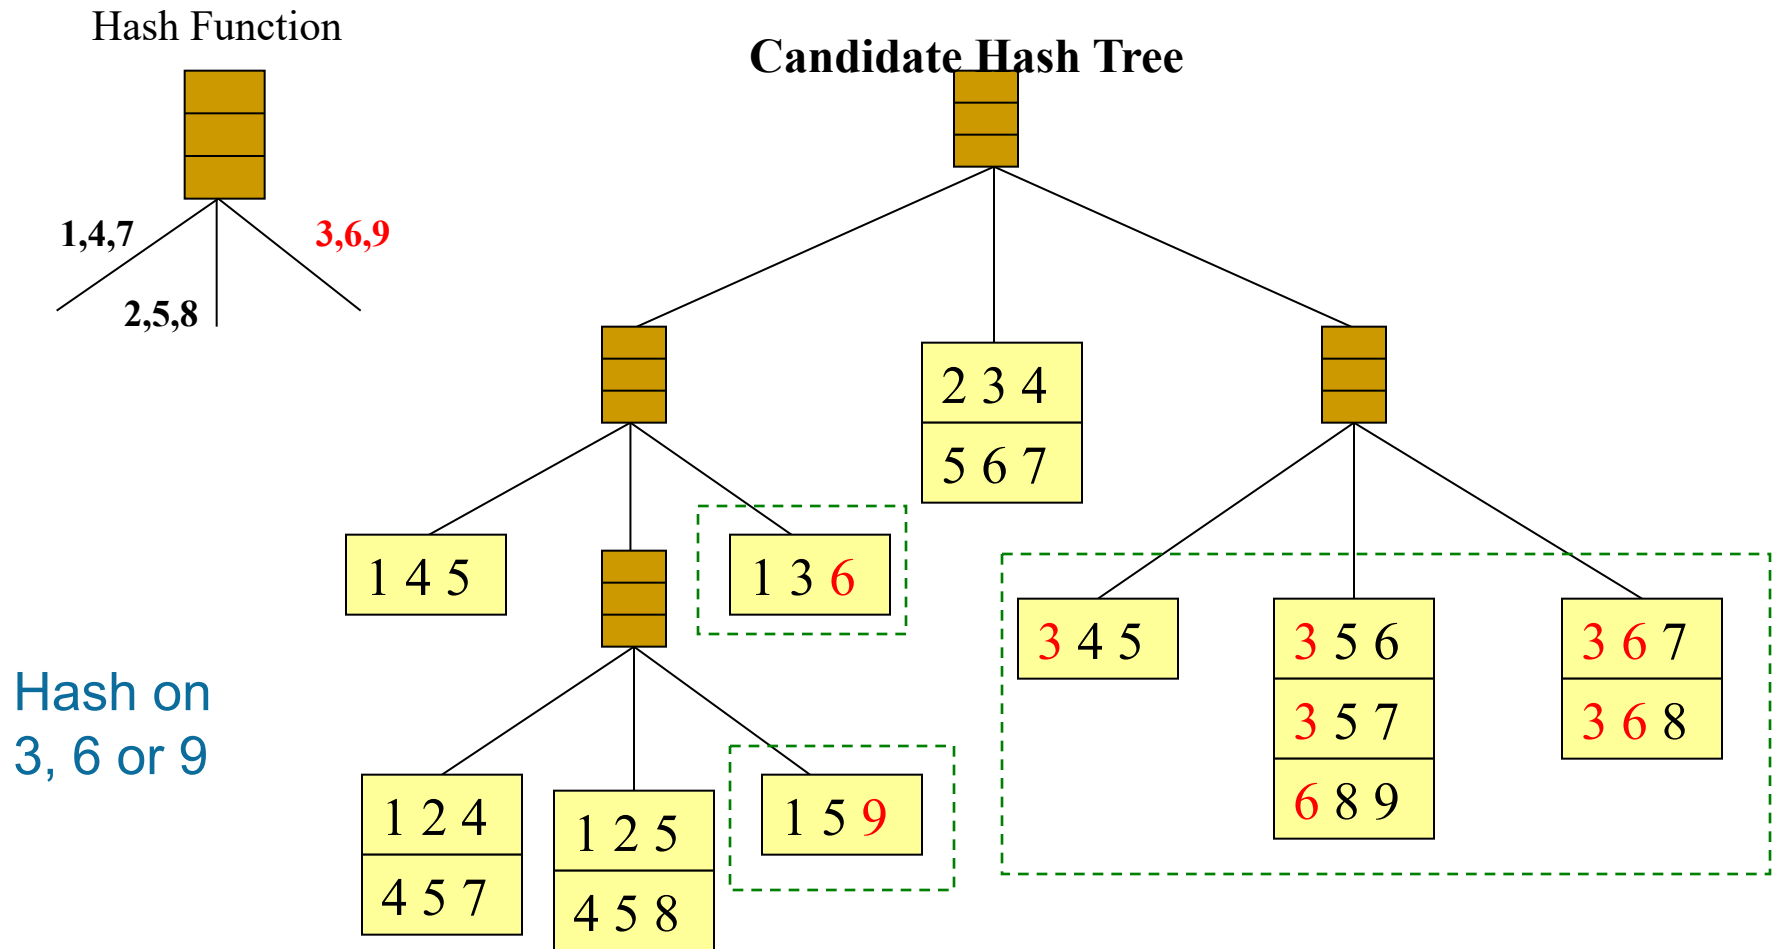 Hash Function
Candidate Hash Tree
1,4,7
3,6,9
2,5,8
2 3 4
5 6 7
1 4 5
1 3 6
3 4 5
3 5 6
3 6 7
3 5 7
3 6 8
6 8 9
Hash on
3, 6 or 9
1 2 4
1 2 5
1 5 9
4 5 7
4 5 8